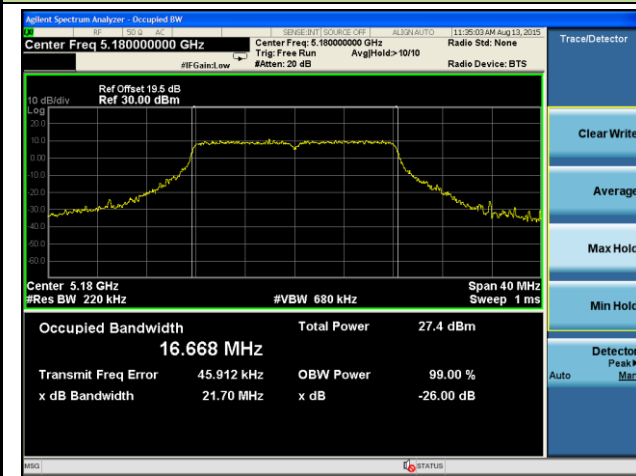 Agilent Spectrum Analyzer - Occupied BW
RF 50 Ω AC SENSE:INT SOURCE OFF ALIGN AUTO 11:35:03 AM Aug 13, 2015
Center Freq 5.180000000 GHz Center Freq: 5.180000000 GHz Radio Std: None
Trig: Free Run Avg|Hold:>10/10
#IFGain:Low #Atten: 20 dB Radio Device: BTS
Trace/Detector
Ref Offset 19.5 dB
10 dB/div Ref 30.00 dBm
Log
20.0
10.0
0.00
-10.0
-20.0
-30.0
-40.0
-50.0
-60.0
Center 5.18 GHz Span 40 MHz
#Res BW 220 kHz #VBW 680 kHz Sweep 1 ms
Occupied Bandwidth Total Power 27.4 dBm
16.668 MHz
Transmit Freq Error 45.912 kHz OBW Power 99.00 %
x dB Bandwidth 21.70 MHz x dB -26.00 dB
Clear Write
Average
Max Hold
Min Hold
Detector
Peak
Auto Man
MSG STATUS